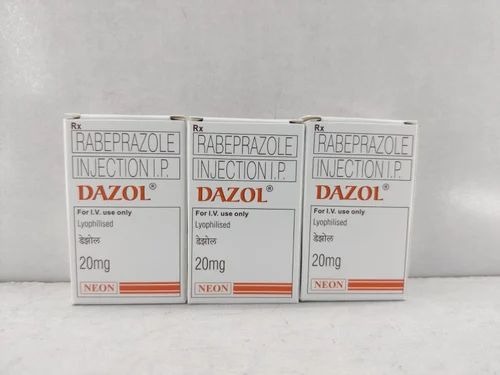 Rx
RABEPRAZOLE
INJECTION I.P.
DAZOL®
For I.V. use only
Lyophilised
डेझोल
20mg
NEON
Rx
RABEPRAZOLE
INJECTION I.P.
DAZOL®
For I.V. use only
Lyophilised
डेझोल
20mg
NEON
Rx
RABEPRAZOLE
INJECTION I.P.
DAZOL®
For I.V. use only
Lyophilised
डेझोल
20mg
NEON